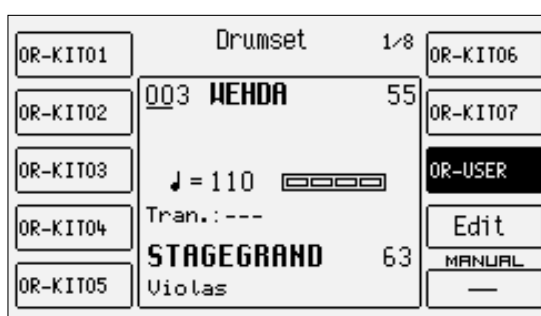 Drumset 1/8
OR-KIT01
OR-KIT02
OR-KIT03
OR-KIT04
OR-KIT05
003 WEHDA 55
♩=110
Tran.:---
STAGEGRAND 63
Violas
OR-KIT06
OR-KIT07
OR-USER
Edit
MANUAL
—